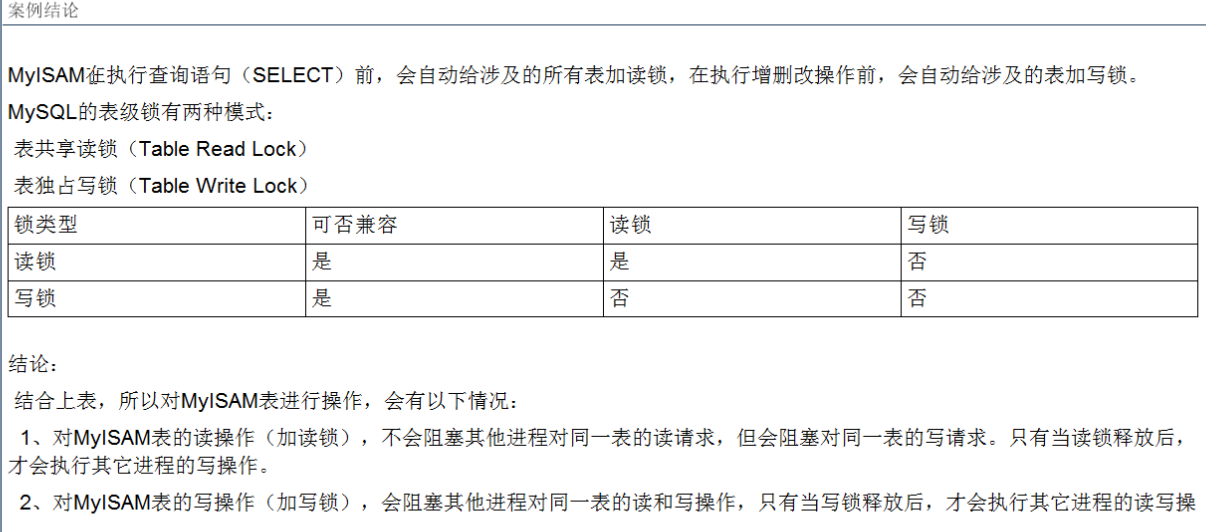 案例结论
MyISAM在执行查询语句（SELECT）前，会自动给涉及的所有表加读锁，在执行增删改操作前，会自动给涉及的表加写锁。
MySQL的表级锁有两种模式：
表共享读锁（Table Read Lock）
表独占写锁（Table Write Lock）
锁类型 可否兼容 读锁 写锁
读锁 是 是 否
写锁 是 否 否
结论：
结合上表，所以对MyISAM表进行操作，会有以下情况：
1、对MyISAM表的读操作（加读锁），不会阻塞其他进程对同一表的读请求，但会阻塞对同一表的写请求。只有当读锁释放后，
才会执行其它进程的写操作。
2、对MyISAM表的写操作（加写锁），会阻塞其他进程对同一表的读和写操作，只有当写锁释放后，才会执行其它进程的读写操